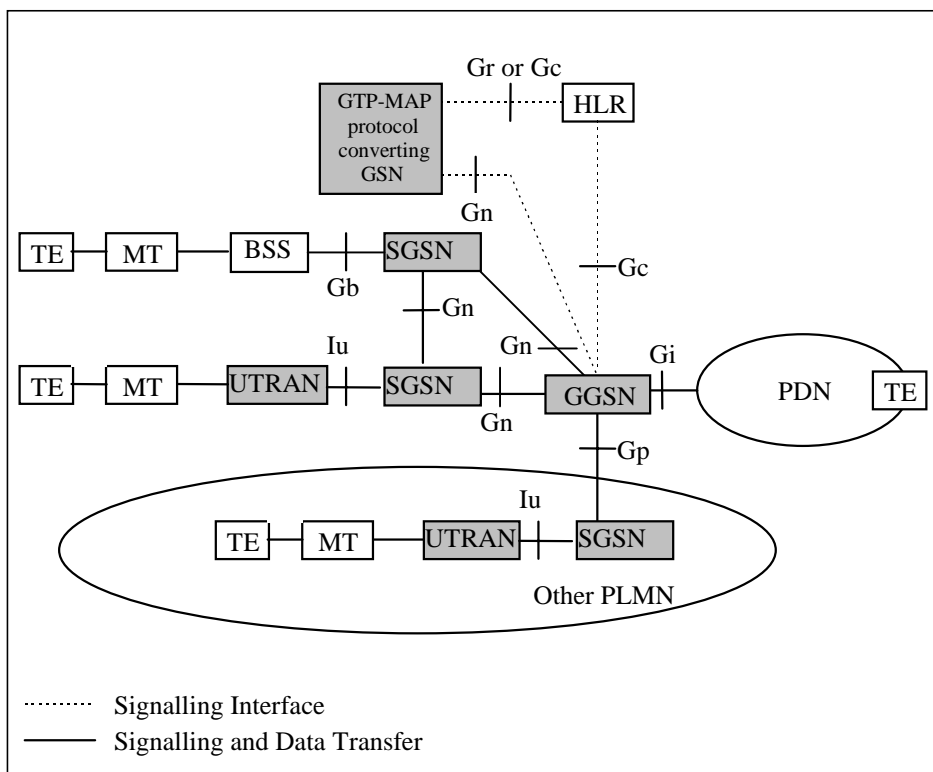 Gr or Gc
GTP-MAP
protocol
converting
GSN
HLR
Gn
TE
MT
BSS
Gb
SGSN
Gc
Gn
Gn
TE
MT
UTRAN
Iu
SGSN
Gn
GGSN
Gi
PDN
TE
Gp
TE
MT
UTRAN
Iu
SGSN
Other PLMN
Signalling Interface
Signalling and Data Transfer